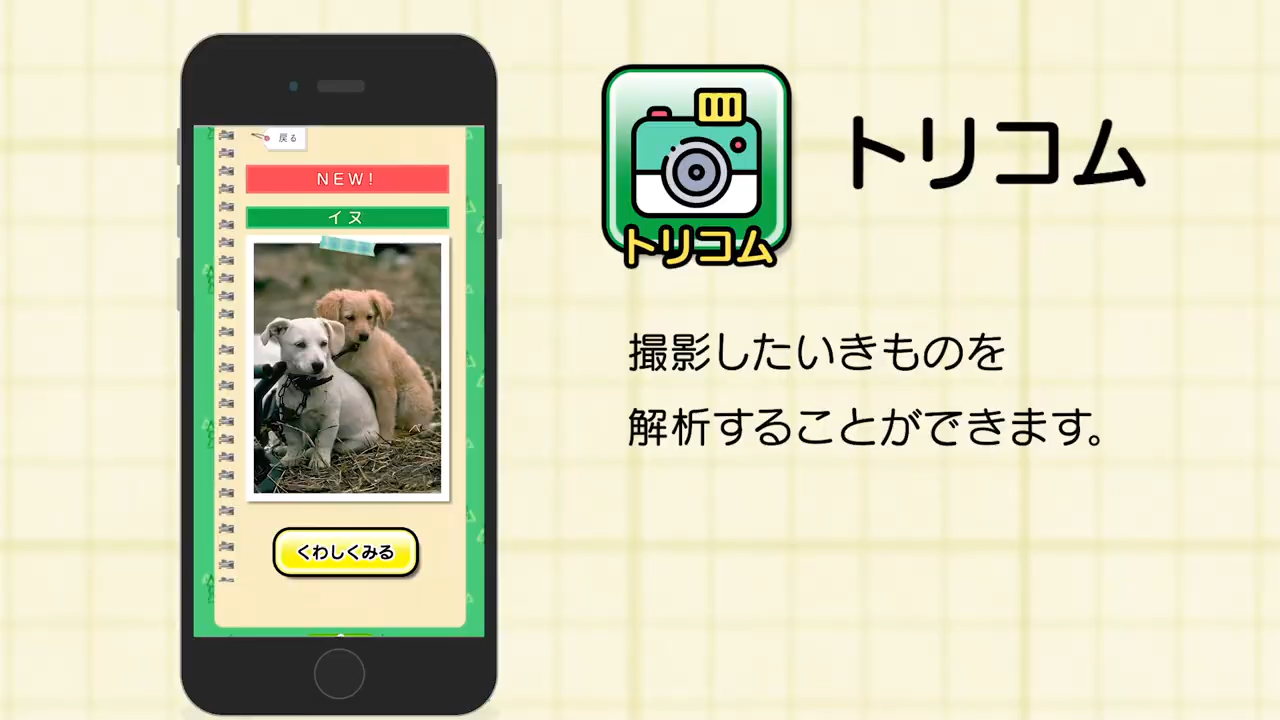 戻る
NEW!
イヌ
くわしくみる
トリコム
トリコム
撮影したいきものを
解析することができます。